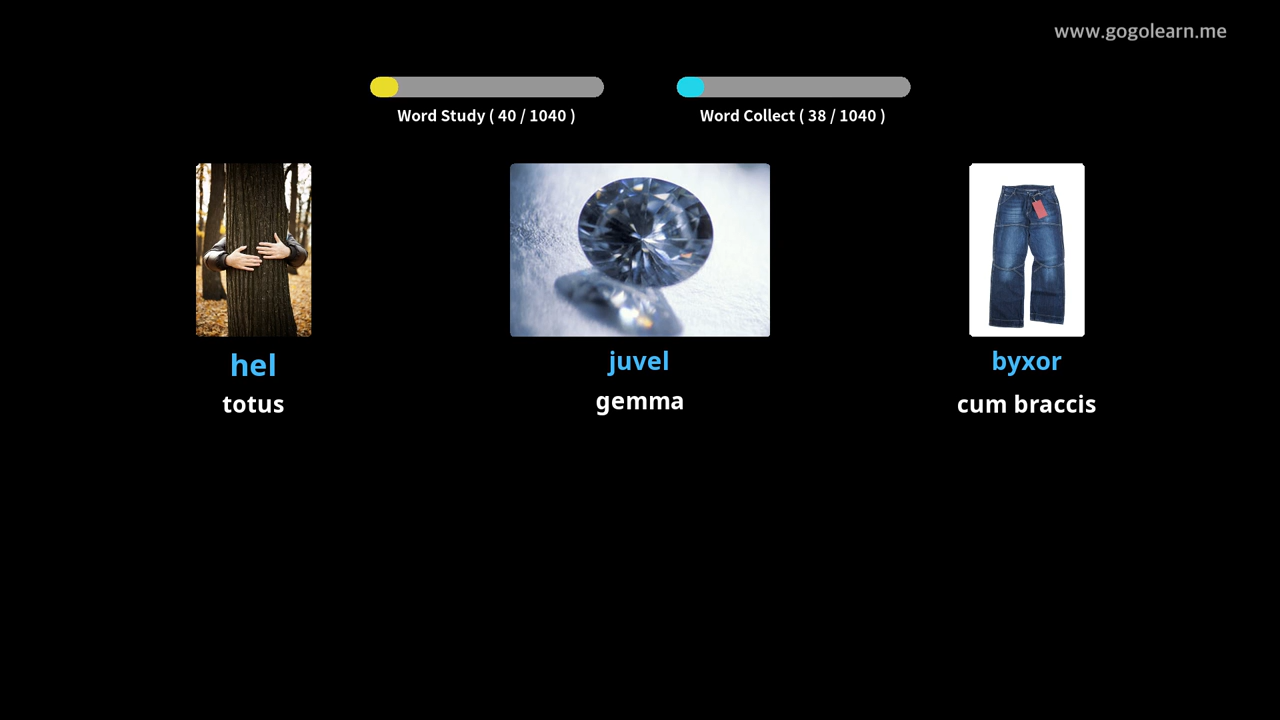 www.gogolearn.me
Word Study ( 40 / 1040 )
Word Collect ( 38 / 1040 )
hel
juvel
byxor
totus
gemma
cum braccis